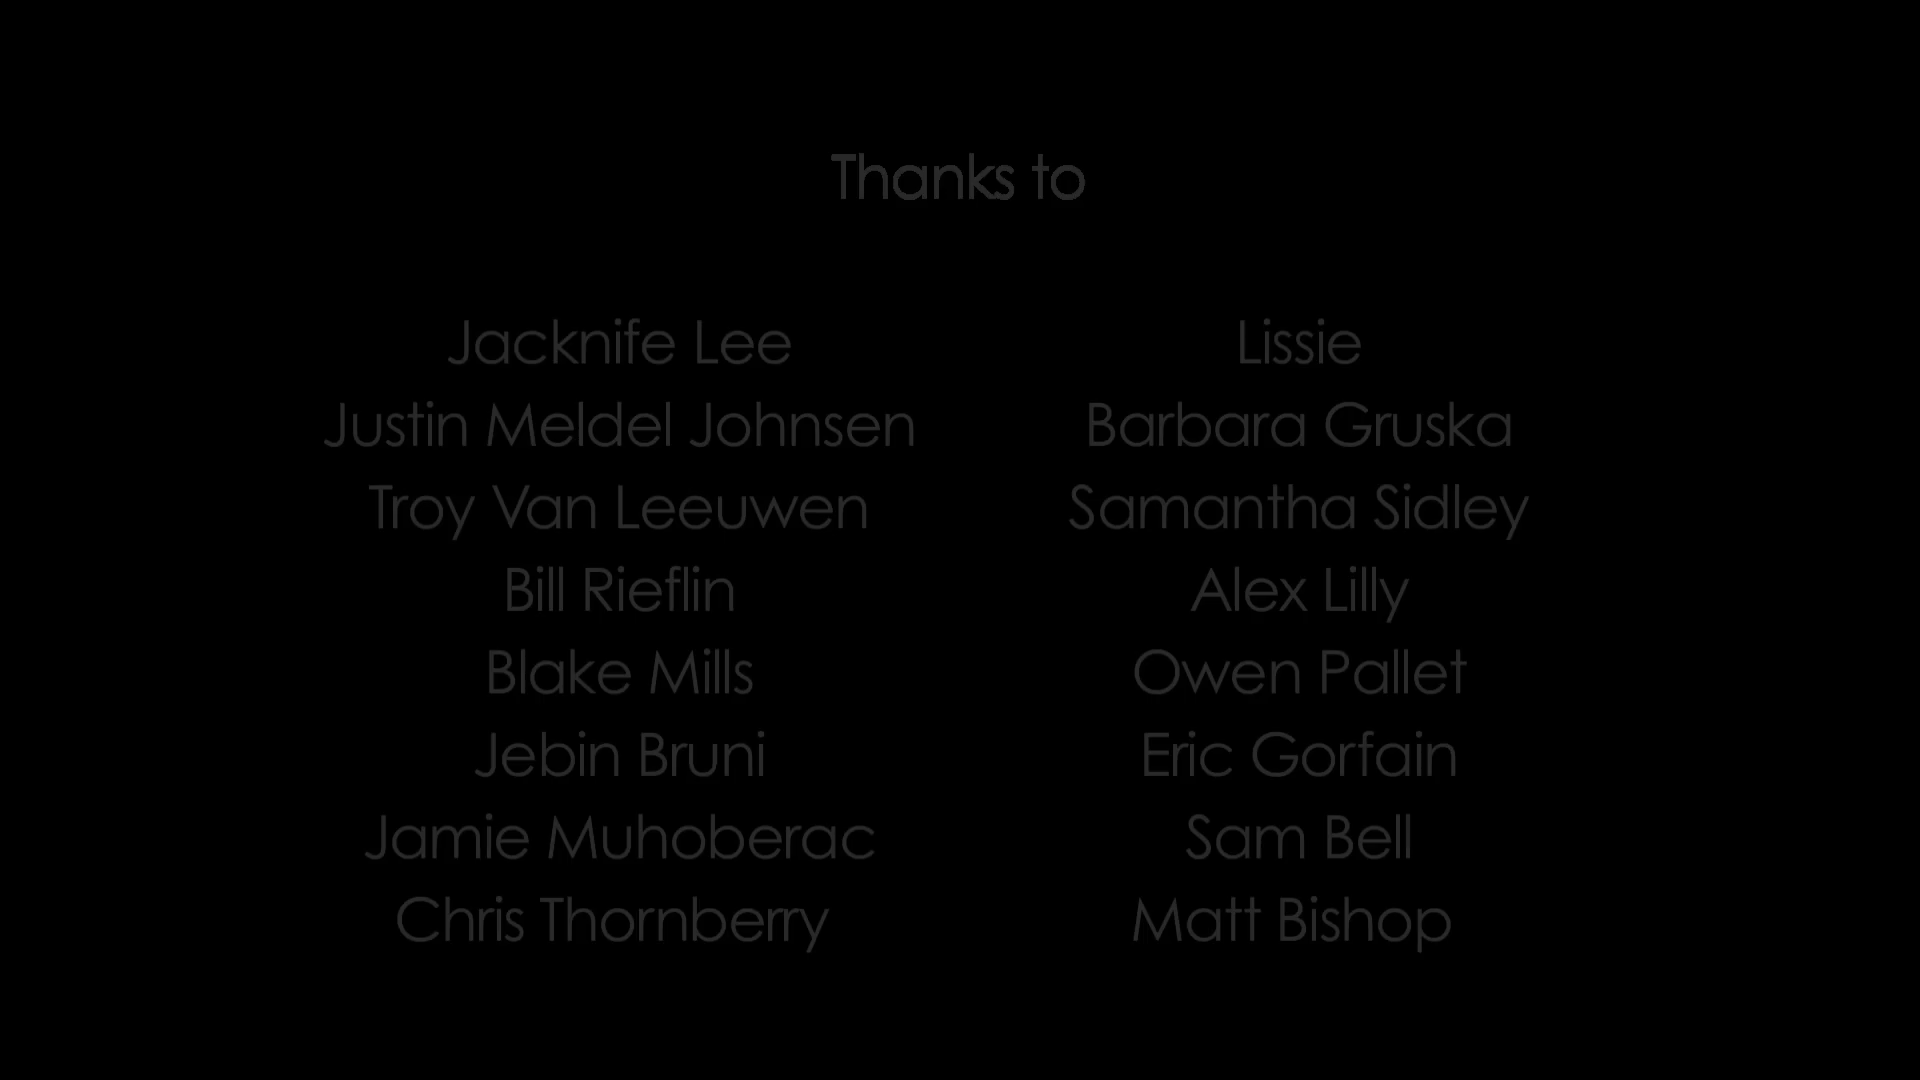 Thanks to
Jacknife Lee
Justin Meldel Johnsen
Troy Van Leeuwen
Bill Rieflin
Blake Mills
Jebin Bruni
Jamie Muhoberac
Chris Thornberry
Lissie
Barbara Gruska
Samantha Sidley
Alex Lilly
Owen Pallet
Eric Gorfain
Sam Bell
Matt Bishop